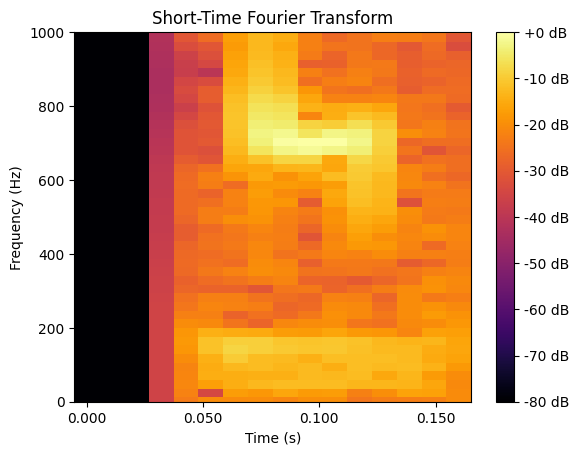 Short-Time Fourier Transform
1000
800
600
400
200
0
Frequency (Hz)
0.000
0.050
0.100
0.150
Time (s)
+0 dB
-10 dB
-20 dB
-30 dB
-40 dB
-50 dB
-60 dB
-70 dB
-80 dB